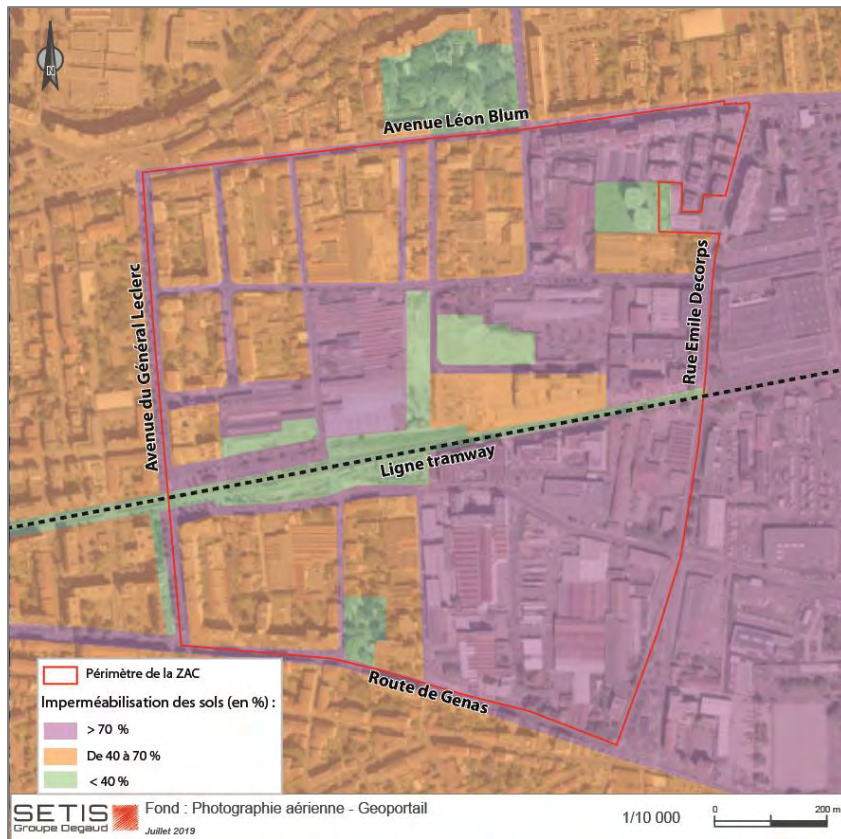 N
Avenue Léon Blum
Avenue du Général Leclerc
Rue Emile Decorps
Ligne tramway
Route de Genas
Périmètre de la ZAC
Imperméabilisation des sols (en %) :
> 70 %
De 40 à 70 %
< 40 %
SETIS
Groupe Degaud
Fond : Photographie aérienne - Geoportail
Juillet 2019
1/10 000
0 200 m